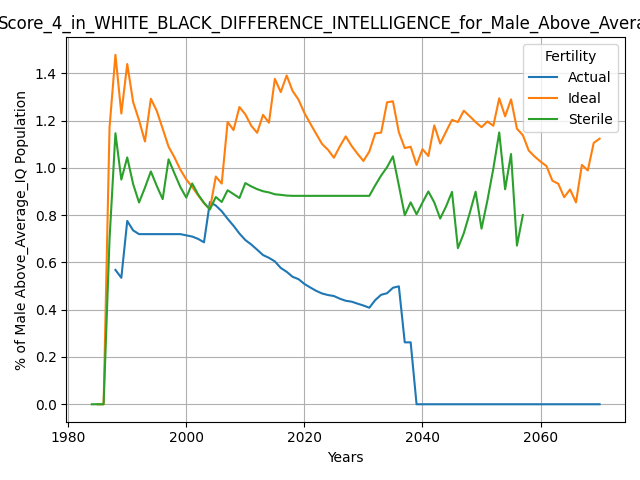 Score_4_in_WHITE_BLACK_DIFFERENCE_INTELLIGENCE_for_Male_Above_Avera
% of Male Above_Average_IQ Population
1.4
1.2
1.0
0.8
0.6
0.4
0.2
0.0
Fertility
Actual
Ideal
Sterile
1980
2000
2020
2040
2060
Years